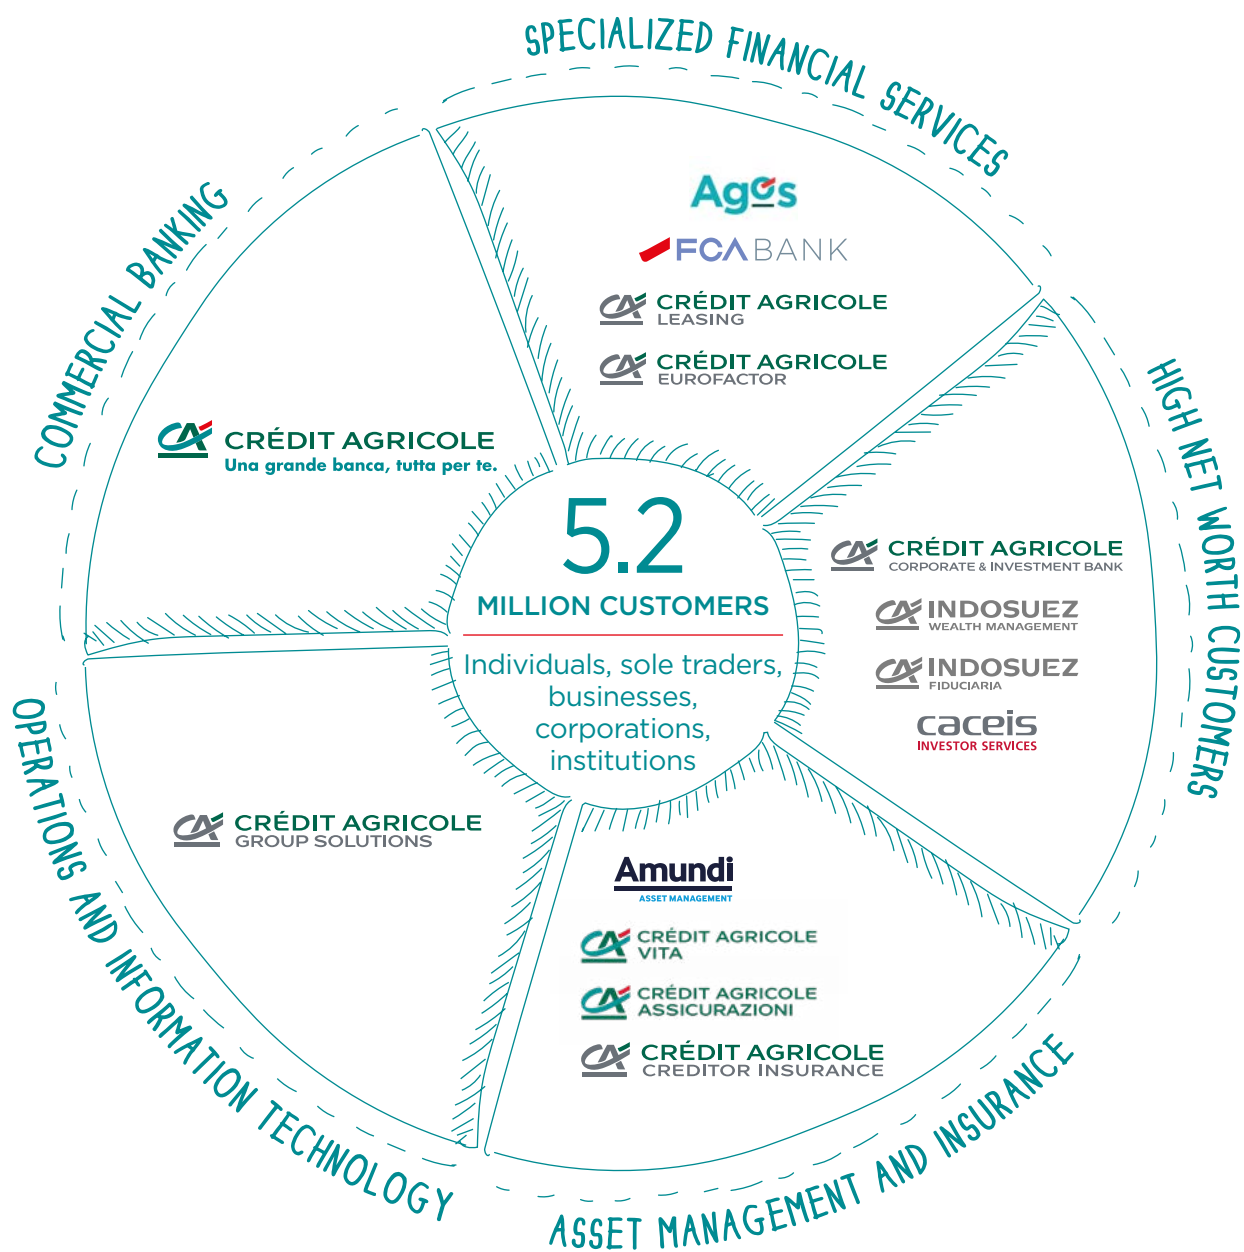 SPECIALIZED FINANCIAL SERVICES
Agos
FCA BANK
CRÉDIT AGRICOLE
LEASING
CRÉDIT AGRICOLE
EUROFACTOR
COMMERCIAL BANKING
CRÉDIT AGRICOLE
Una grande banca, tutta per te.
HIGH NET WORTH CUSTOMERS
CRÉDIT AGRICOLE
CORPORATE & INVESTMENT BANK
INDOSUEZ
WEALTH MANAGEMENT
INDOSUEZ
FIDUCIARIA
caceis
INVESTOR SERVICES
5.2
MILLION CUSTOMERS
Individuals, sole traders,
businesses,
corporations,
institutions
OPERATIONS AND INFORMATION TECHNOLOGY
CRÉDIT AGRICOLE
GROUP SOLUTIONS
Amundi
ASSET MANAGEMENT
CRÉDIT AGRICOLE
VITA
CRÉDIT AGRICOLE
ASSICURAZIONI
CRÉDIT AGRICOLE
CREDITOR INSURANCE
ASSET MANAGEMENT AND INSURANCE